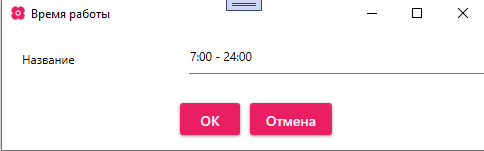 Время работы
Название
7:00 - 24:00
OK
Отмена